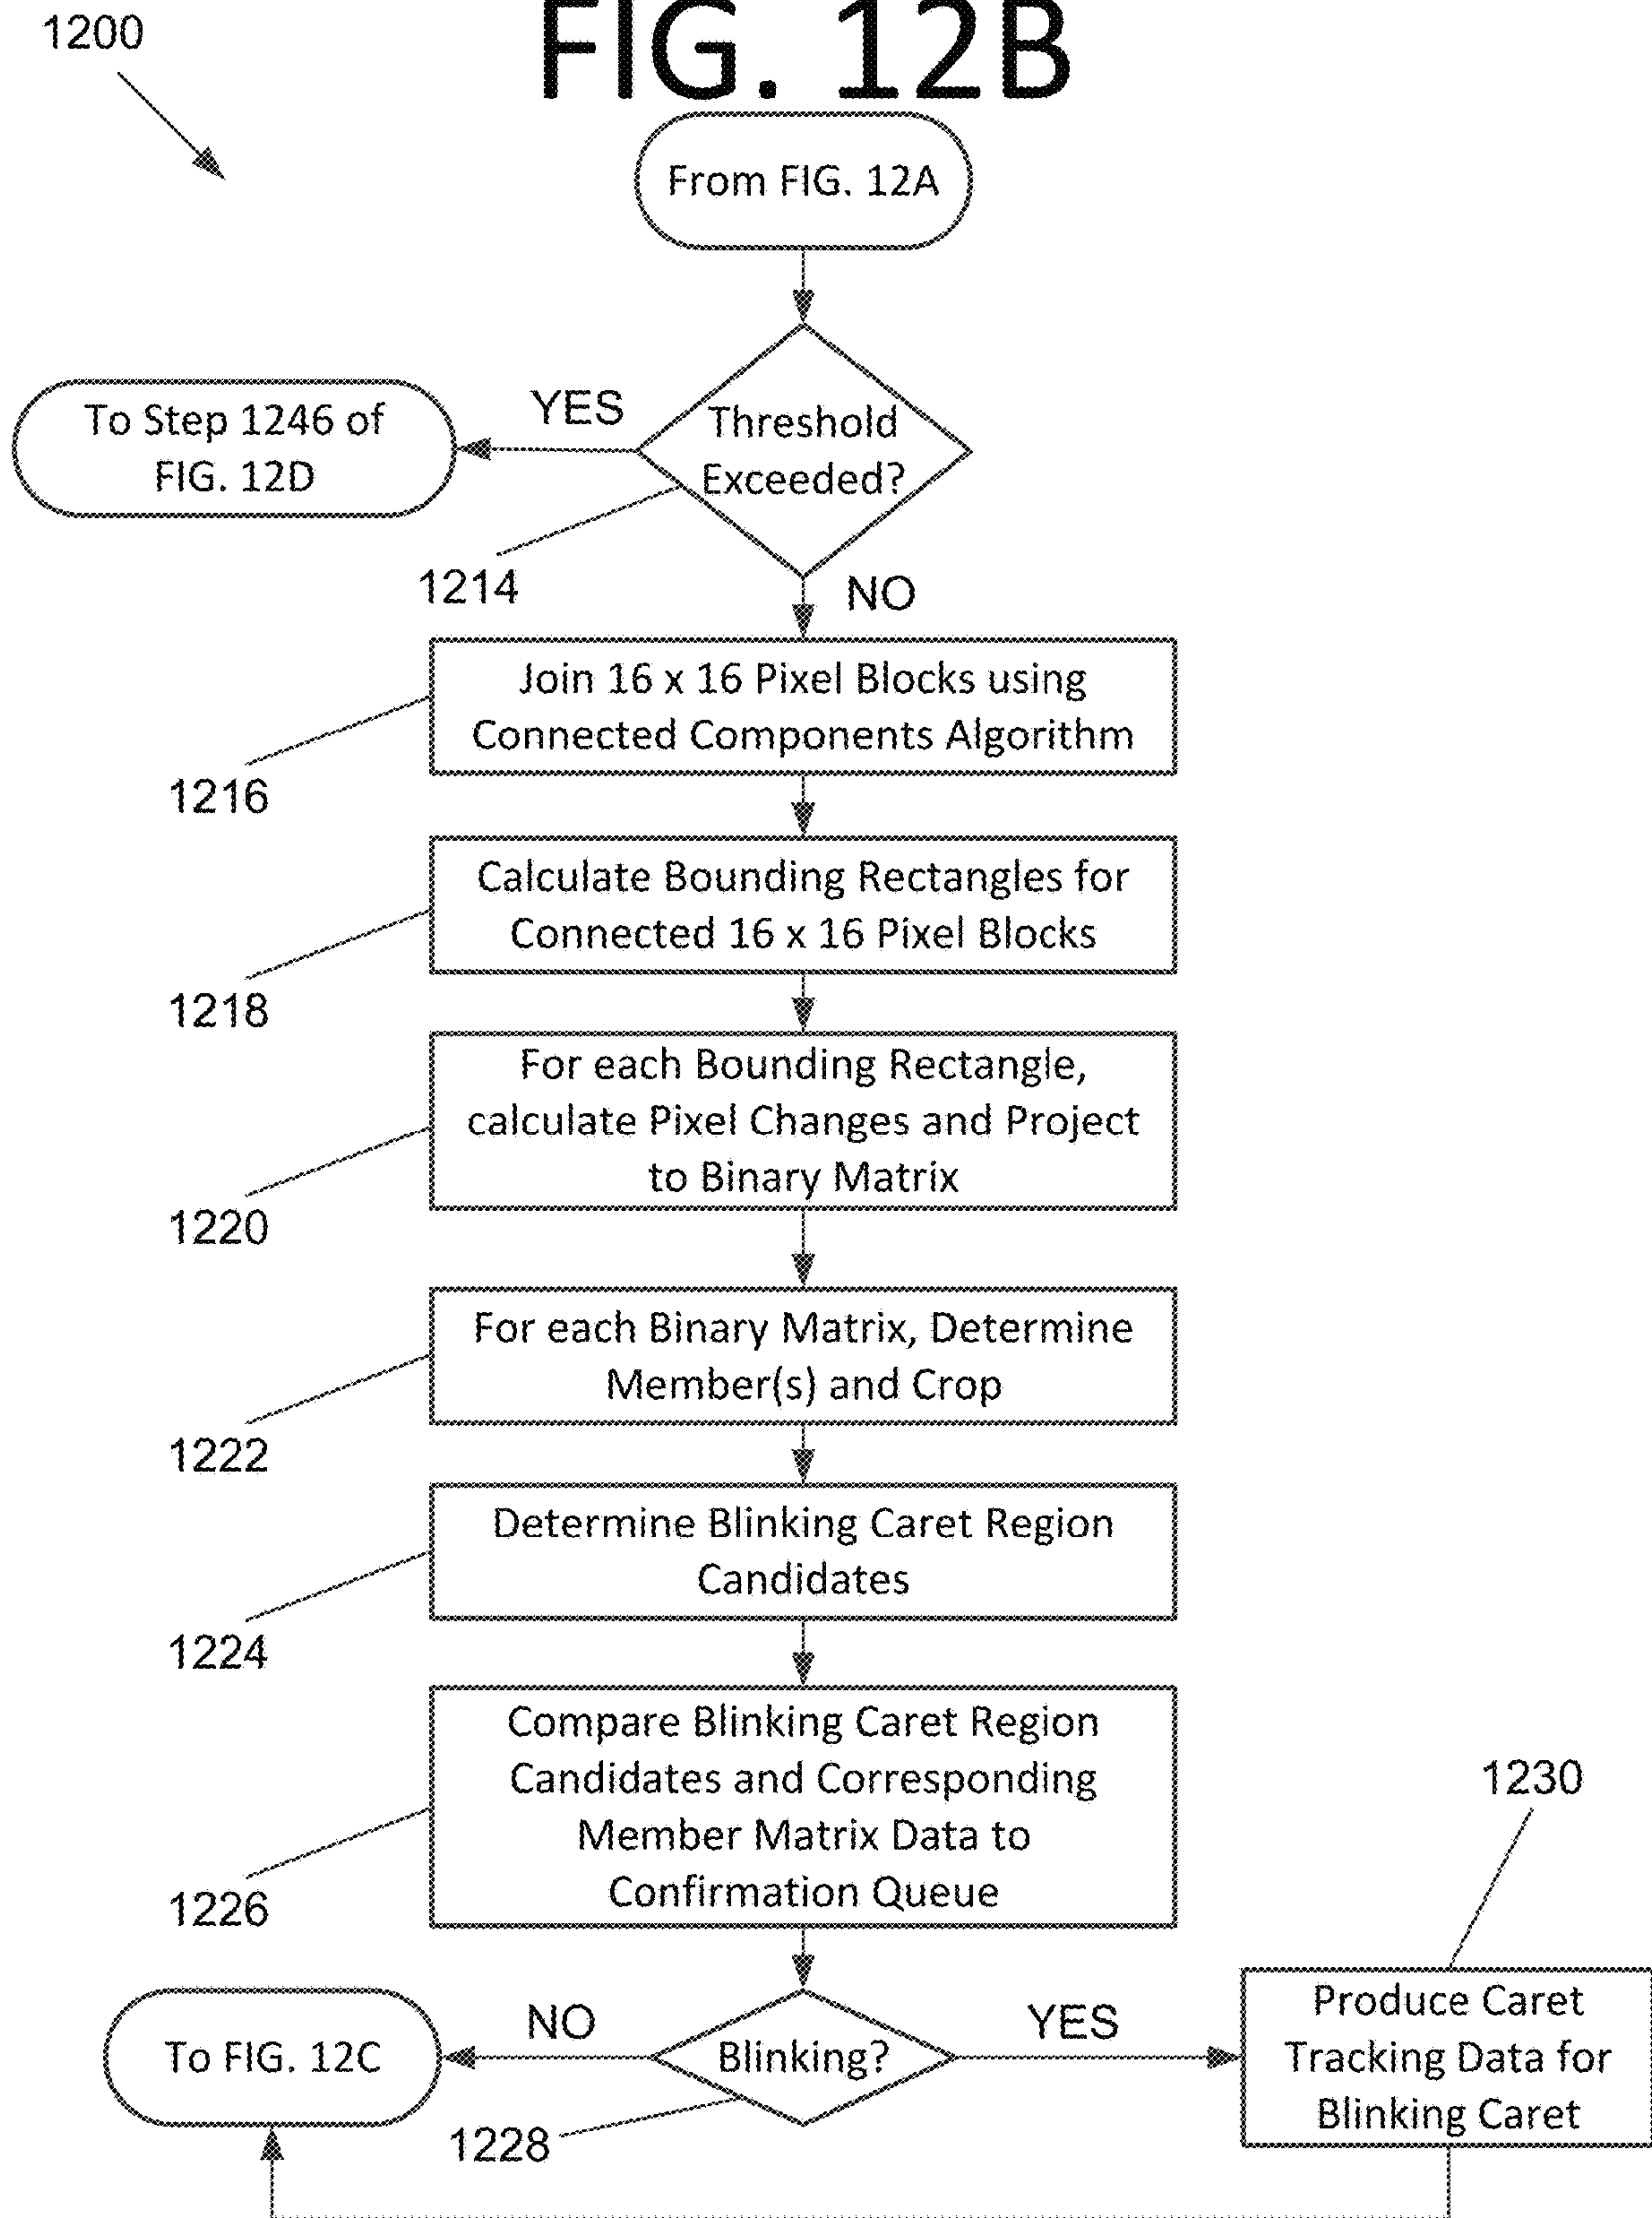 1200
FIG. 12B
From FIG. 12A
To Step 1246 of
FIG. 12D
YES
Threshold
Exceeded?
1214
NO
Join 16 x 16 Pixel Blocks using
Connected Components Algorithm
1216
Calculate Bounding Rectangles for
Connected 16 x 16 Pixel Blocks
1218
For each Bounding Rectangle,
calculate Pixel Changes and Project
to Binary Matrix
1220
For each Binary Matrix, Determine
Member(s) and Crop
1222
Determine Blinking Caret Region
Candidates
1224
Compare Blinking Caret Region
Candidates and Corresponding
Member Matrix Data to
Confirmation Queue
1226
1230
To FIG. 12C
NO
Blinking?
YES
1228
Produce Caret
Tracking Data for
Blinking Caret